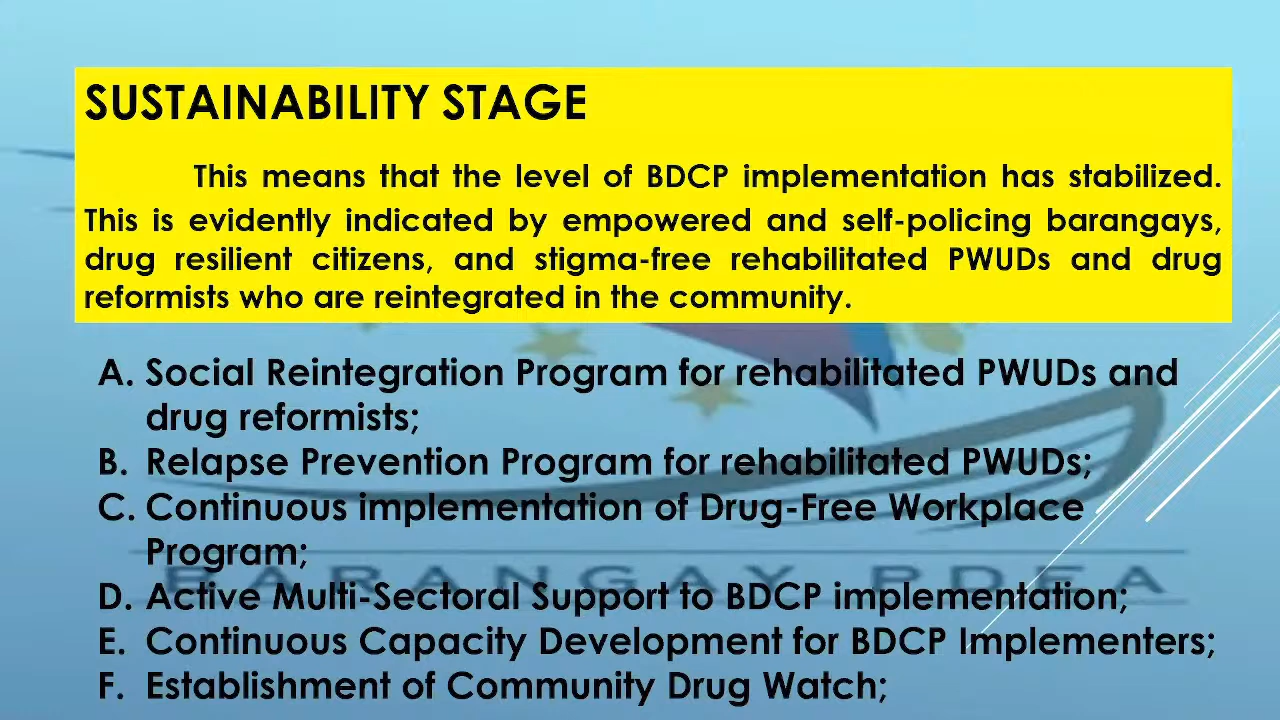 SUSTAINABILITY STAGE
This means that the level of BDCP implementation has stabilized.
This is evidently indicated by empowered and self-policing barangays,
drug resilient citizens, and stigma-free rehabilitated PWUDs and drug
reformists who are reintegrated in the community.
A. Social Reintegration Program for rehabilitated PWUDs and
drug reformists;
B. Relapse Prevention Program for rehabilitated PWUDs;
C. Continuous implementation of Drug-Free Workplace
Program;
BARANGAY PDEA
D. Active Multi-Sectoral Support to BDCP implementation;
E. Continuous Capacity Development for BDCP Implementers;
F. Establishment of Community Drug Watch;